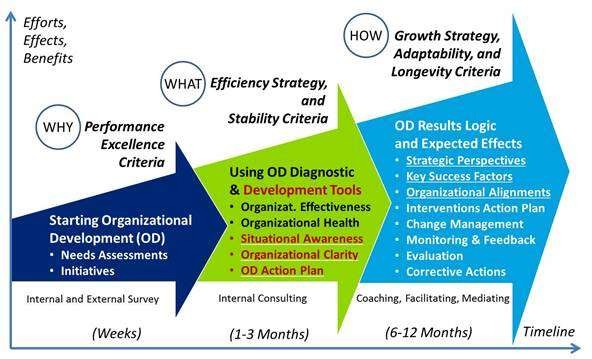 Efforts,
Effects,
Benefits
WHY
Performance
Excellence
Criteria
Starting Organizational
Development (OD)
• Needs Assessments
• Initiatives
Internal and External Survey
(Weeks)
WHAT
Efficiency Strategy,
and
Stability Criteria
Using OD Diagnostic
& Development Tools
• Organizat. Effectiveness
• Organizational Health
• Situational Awareness
• Organizational Clarity
• OD Action Plan
Internal Consulting
(1-3 Months)
HOW
Growth Strategy,
Adaptability, and
Longevity Criteria
OD Results Logic
and Expected Effects
• Strategic Perspectives
• Key Success Factors
• Organizational Alignments
• Interventions Action Plan
• Change Management
• Monitoring & Feedback
• Evaluation
• Corrective Actions
Coaching, Facilitating, Mediating
(6-12 Months)
Timeline